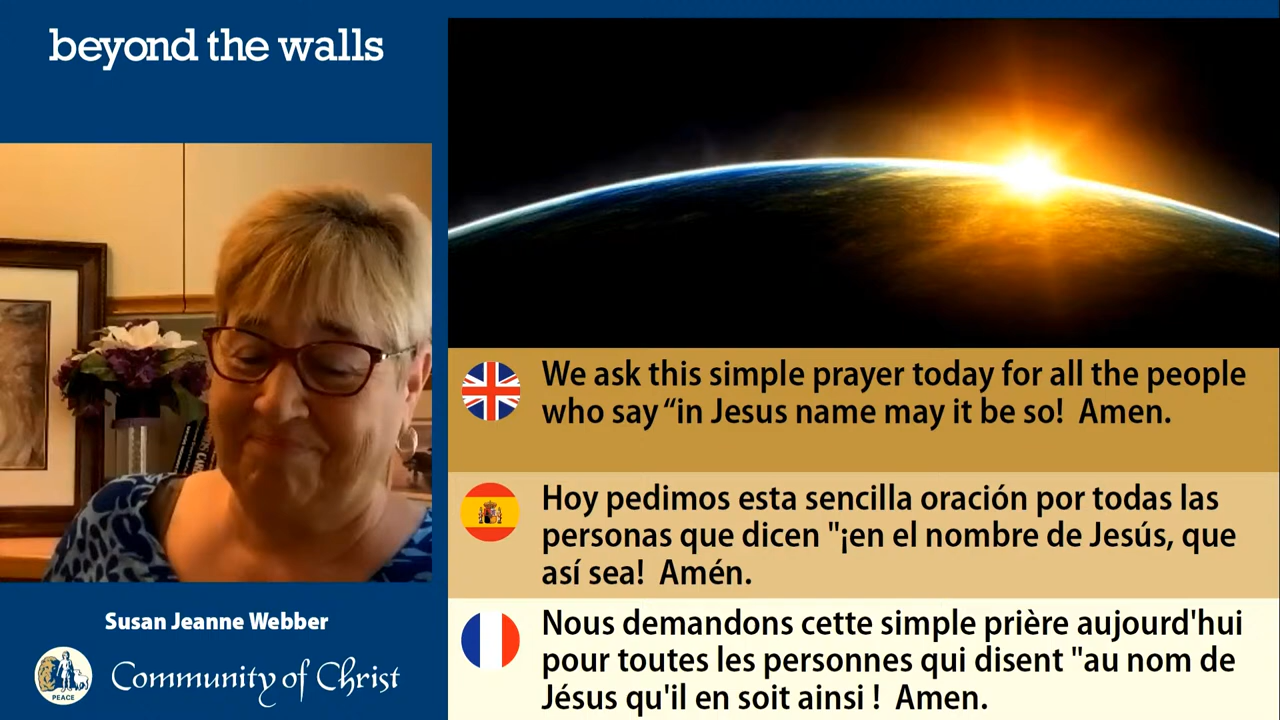 beyond the walls
Susan Jeanne Webber
PEACE
Community of Christ
We ask this simple prayer today for all the people
who say “in Jesus name may it be so!  Amen.
Hoy pedimos esta sencilla oración por todas las
personas que dicen "¡en el nombre de Jesús, que
así sea!  Amén.
Nous demandons cette simple prière aujourd'hui
pour toutes les personnes qui disent "au nom de
Jésus qu'il en soit ainsi !  Amen.